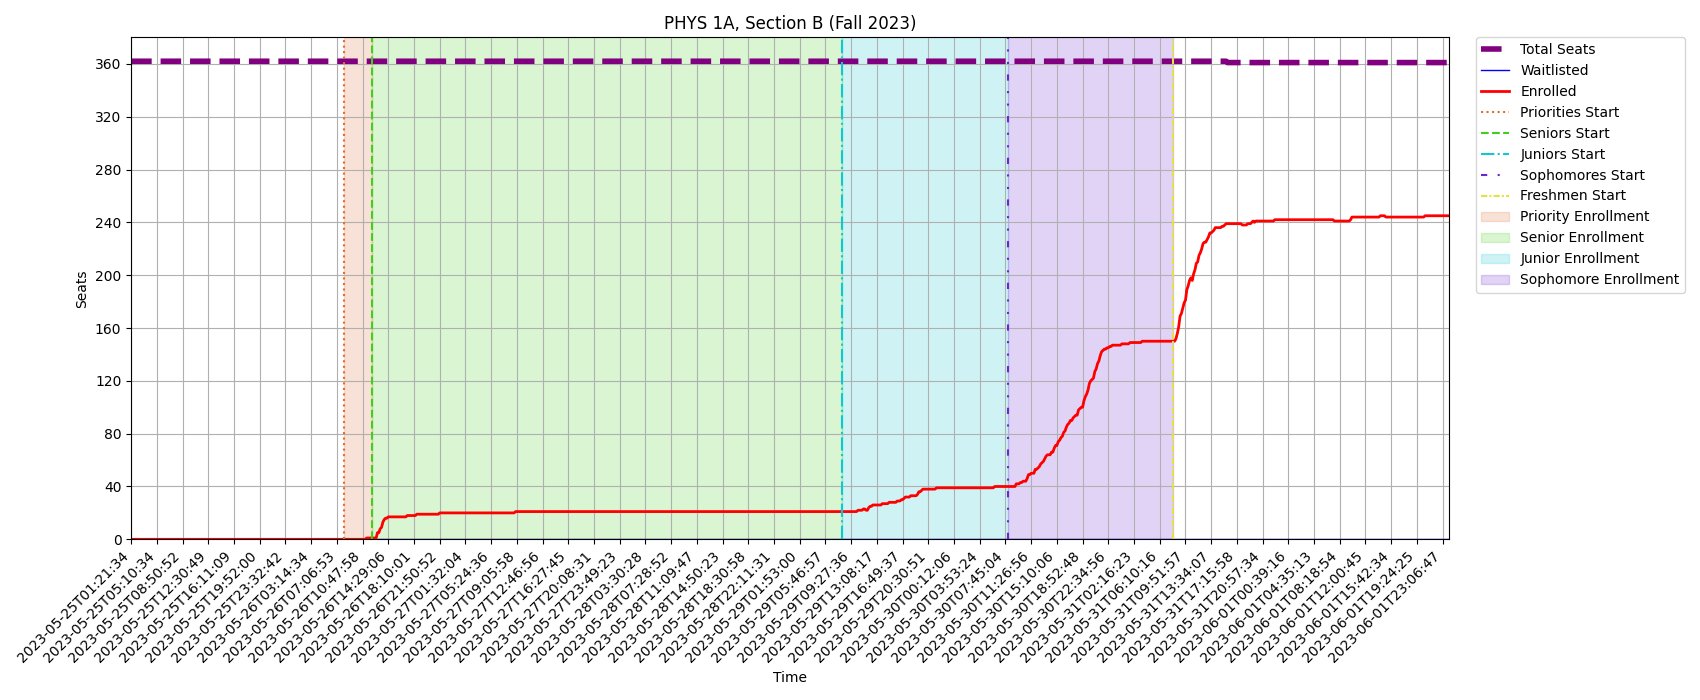 PHYS 1A, Section B (Fall 2023)
Seats
360
320
280
240
200
160
120
80
40
0
2023-05-25T01:21:34
2023-05-25T05:10:34
2023-05-25T08:50:52
2023-05-25T12:30:49
2023-05-25T16:11:09
2023-05-25T19:52:00
2023-05-25T23:32:42
2023-05-26T03:14:34
2023-05-26T07:06:53
2023-05-26T10:47:58
2023-05-26T14:29:06
2023-05-26T18:10:01
2023-05-26T21:50:52
2023-05-27T01:32:04
2023-05-27T05:24:36
2023-05-27T09:05:58
2023-05-27T12:46:56
2023-05-27T16:27:45
2023-05-27T20:08:31
2023-05-27T23:49:23
2023-05-28T03:30:28
2023-05-28T07:28:52
2023-05-28T11:09:47
2023-05-28T14:50:23
2023-05-28T18:30:58
2023-05-28T22:11:31
2023-05-29T01:53:00
2023-05-29T05:46:57
2023-05-29T09:27:36
2023-05-29T13:08:17
2023-05-29T16:49:37
2023-05-29T20:30:51
2023-05-30T00:12:06
2023-05-30T03:53:24
2023-05-30T07:45:04
2023-05-30T11:26:56
2023-05-30T15:10:06
2023-05-30T18:52:48
2023-05-30T22:34:56
2023-05-31T02:16:23
2023-05-31T06:10:16
2023-05-31T09:51:57
2023-05-31T13:34:07
2023-05-31T17:15:58
2023-05-31T20:57:34
2023-06-01T00:39:16
2023-06-01T04:35:13
2023-06-01T08:18:54
2023-06-01T12:00:45
2023-06-01T15:42:34
2023-06-01T19:24:25
2023-06-01T23:06:47
Time
Total Seats
Waitlisted
Enrolled
Priorities Start
Seniors Start
Juniors Start
Sophomores Start
Freshmen Start
Priority Enrollment
Senior Enrollment
Junior Enrollment
Sophomore Enrollment